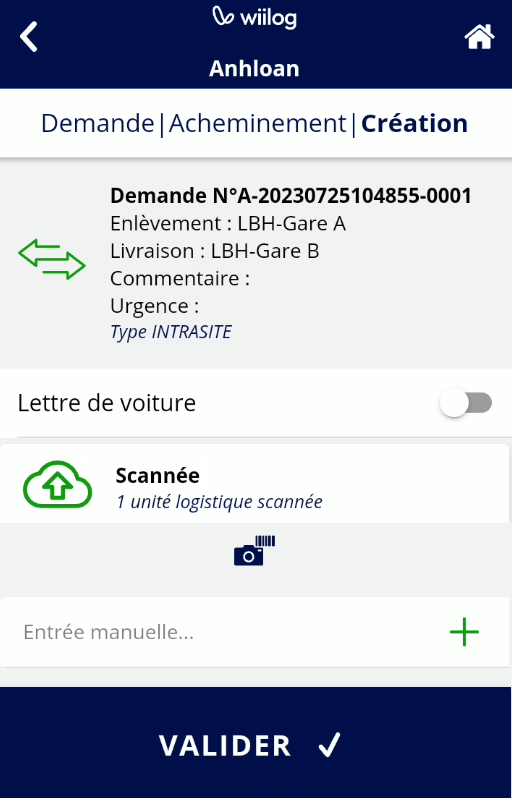 wiilog
Anhloan
Demande|Acheminement|Création
Demande N°A-20230725104855-0001
Enlèvement : LBH-Gare A
Livraison : LBH-Gare B
Commentaire :
Urgence :
Type INTRASITE
Lettre de voiture
Scannée
1 unité logistique scannée
Entrée manuelle...
VALIDER